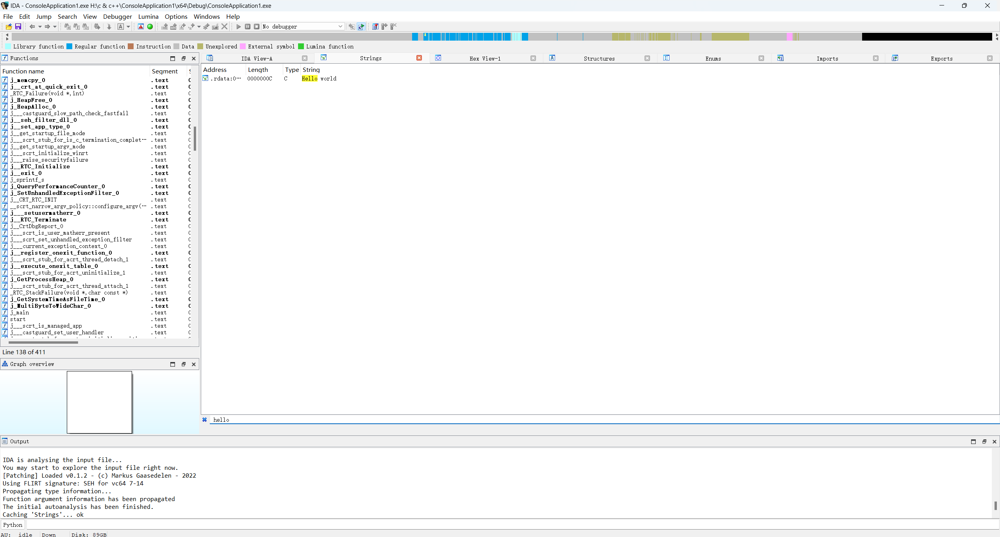 IDA - ConsoleApplication1.exe H:\c & c++\ConsoleApplication1\x64\Debug\ConsoleApplication1.exe
File Edit Jump Search View Debugger Lumina Options Windows Help
No debugger
Library function Regular function Instruction Data Unexplored External symbol Lumina function
Functions
IDA View-A Strings Hex View-1 Structures Enums Imports Exports
Function name Segment
j_memcpy_0 .text
j__crt_at_quick_exit_0 .text
_RTC_Failure(void *,int) .text
j_HeapFree_0 .text
j_HeapAlloc_0 .text
j___castguard_slow_path_check_fastfail .text
j__seh_filter_dll_0 .text
j__set_app_type_0 .text
j__get_startup_file_mode .text
j___scrt_stub_for_is_c_termination_complet… .text
j__get_startup_argv_mode .text
j___scrt_initialize_winrt .text
j___raise_securityfailure .text
j__RTC_Initialize .text
j__exit_0 .text
j_sprintf_s .text
j_QueryPerformanceCounter_0 .text
j_SetUnhandledExceptionFilter_0 .text
j__CRT_RTC_INIT .text
__scrt_narrow_argv_policy::configure_argv(… .text
j___setusermatherr_0 .text
j__RTC_Terminate .text
j__CrtDbgReport_0 .text
j___scrt_is_user_matherr_present .text
j___scrt_set_unhandled_exception_filter .text
j___current_exception_context_0 .text
j__register_onexit_function_0 .text
j___scrt_stub_for_acrt_thread_detach_1 .text
j__execute_onexit_table_0 .text
j___scrt_stub_for_acrt_uninitialize_1 .text
j_GetProcessHeap_0 .text
j___scrt_stub_for_acrt_thread_attach_1 .text
_RTC_StackFailure(void *,char const *) .text
j_GetSystemTimeAsFileTime_0 .text
j_MultiByteToWideChar_0 .text
j_main .text
start .text
j___scrt_is_managed_app .text
j___castguard_set_user_handler .text
Line 138 of 411
Graph overview
Address Length Type String
.rdata:0… 0000000C C Hello world
hello
Output
IDA is analysing the input file...
You may start to explore the input file right now.
[Patching] Loaded v0.1.2 - (c) Markus Gaasedelen - 2022
Using FLIRT signature: SEH for vc64 7-14
Propagating type information...
Function argument information has been propagated
The initial autoanalysis has been finished.
Caching 'Strings'... ok
Python
AU: idle Down Disk: 89GB